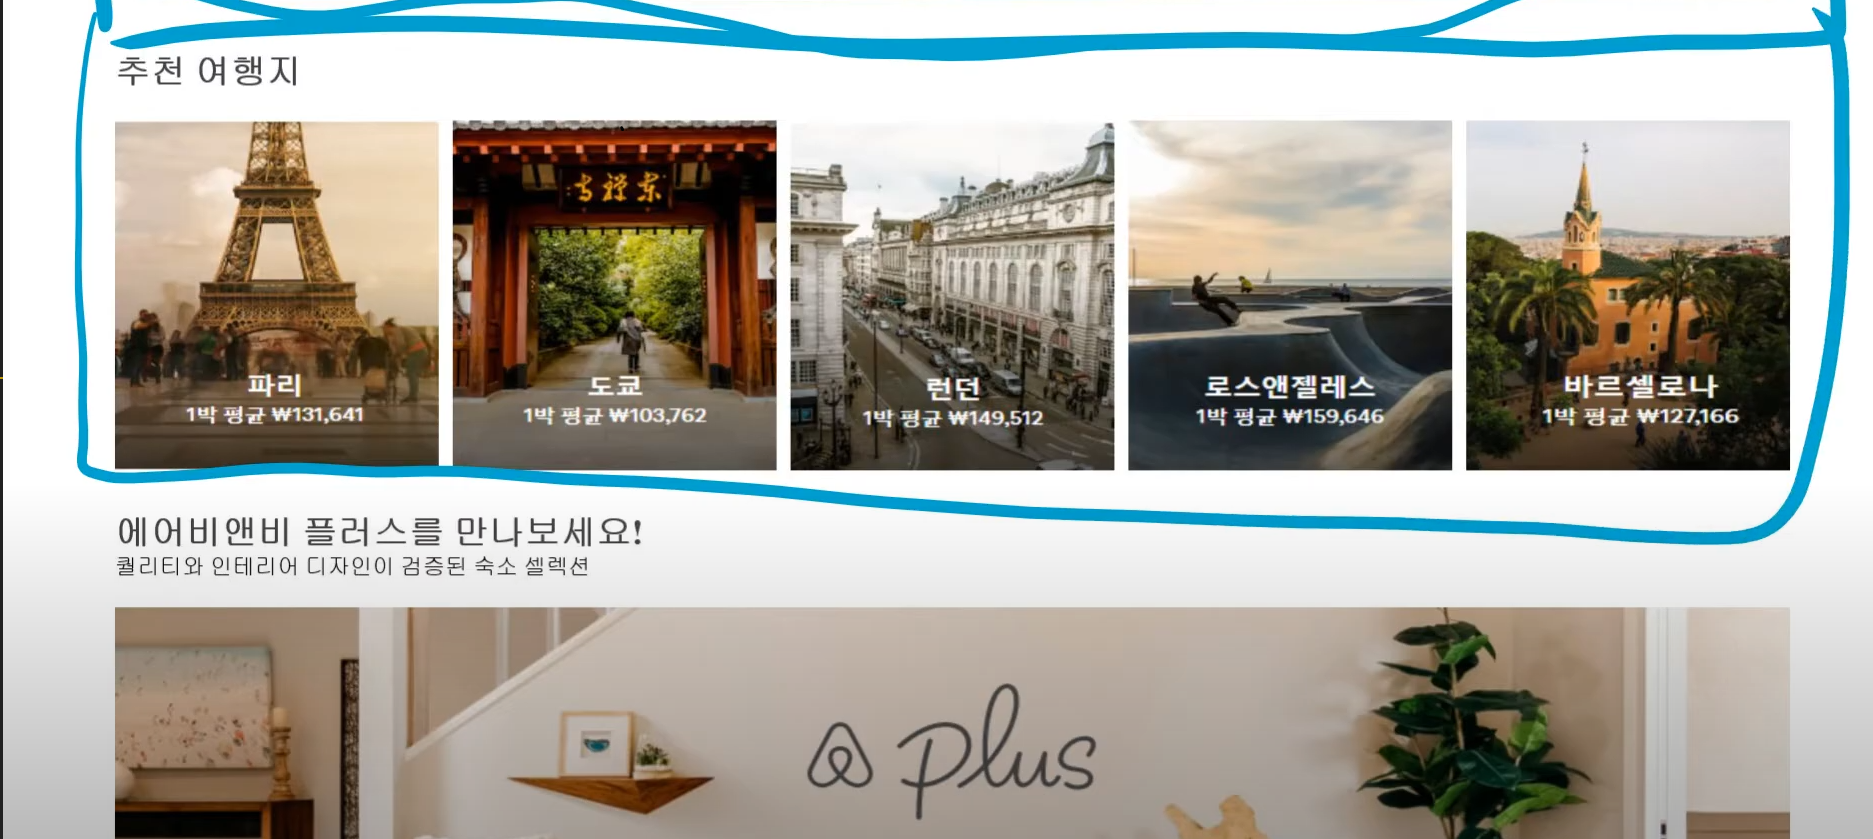 추천 여행지
東禅寺
파리
1박 평균 ₩131,641
도쿄
1박 평균 ₩103,762
런던
1박 평균 ₩149,512
로스앤젤레스
1박 평균 ₩159,646
바르셀로나
1박 평균 ₩127,166
에어비앤비 플러스를 만나보세요!
퀄리티와 인테리어 디자인이 검증된 숙소 셀렉션
plus